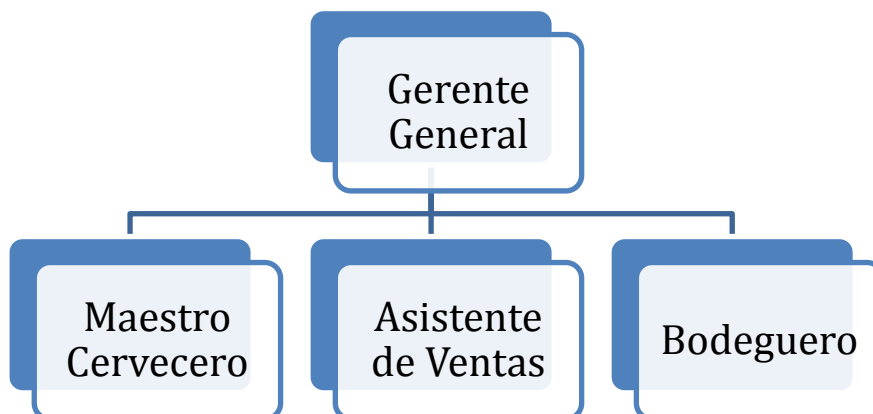 Gerente
General
Maestro
Cervecero
Asistente
de Ventas
Bodeguero